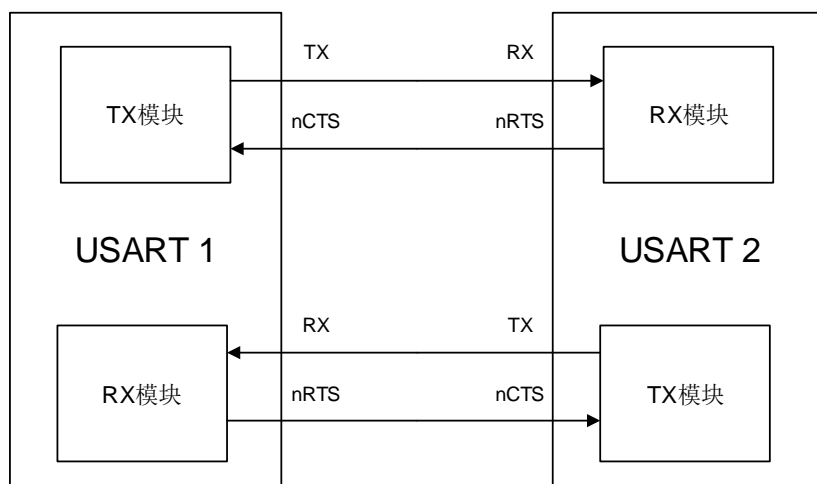 TX RX
TX模块 RX模块
nCTS nRTS
USART 1 USART 2
RX TX
RX模块 TX模块
nRTS nCTS